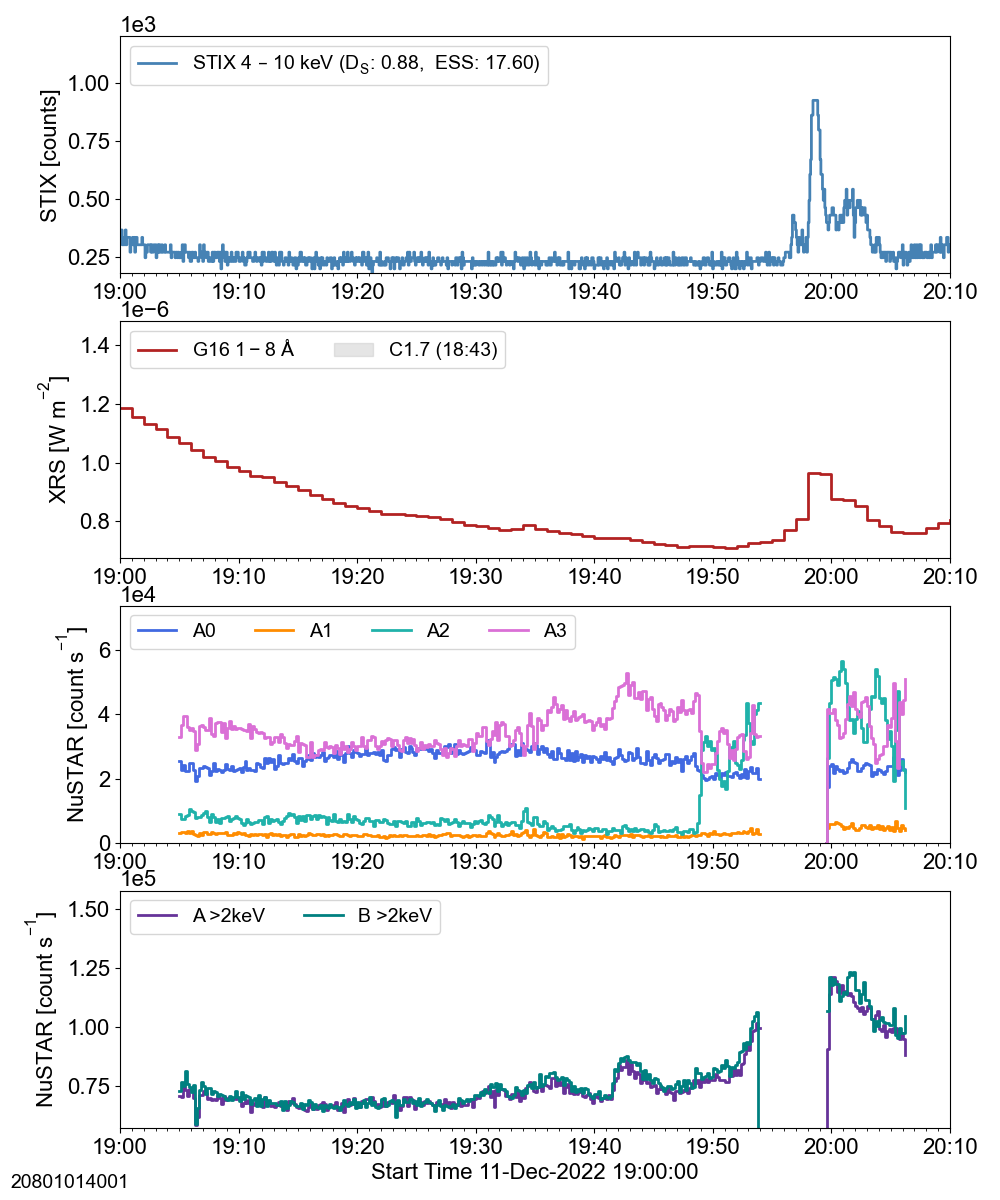 1e3
STIX 4 – 10 keV (D_S: 0.88, ESS: 17.60)
STIX [counts]
1.00
0.75
0.50
0.25
19:00 19:10 19:20 19:30 19:40 19:50 20:00 20:10
1e−6
G16 1 – 8 Å C1.7 (18:43)
XRS [W m⁻²]
1.4
1.2
1.0
0.8
19:00 19:10 19:20 19:30 19:40 19:50 20:00 20:10
1e4
A0 A1 A2 A3
NuSTAR [count s⁻¹]
6
4
2
0
19:00 19:10 19:20 19:30 19:40 19:50 20:00 20:10
1e5
A >2keV B >2keV
NuSTAR [count s⁻¹]
1.50
1.25
1.00
0.75
19:00 19:10 19:20 19:30 19:40 19:50 20:00 20:10
Start Time 11-Dec-2022 19:00:00
20801014001